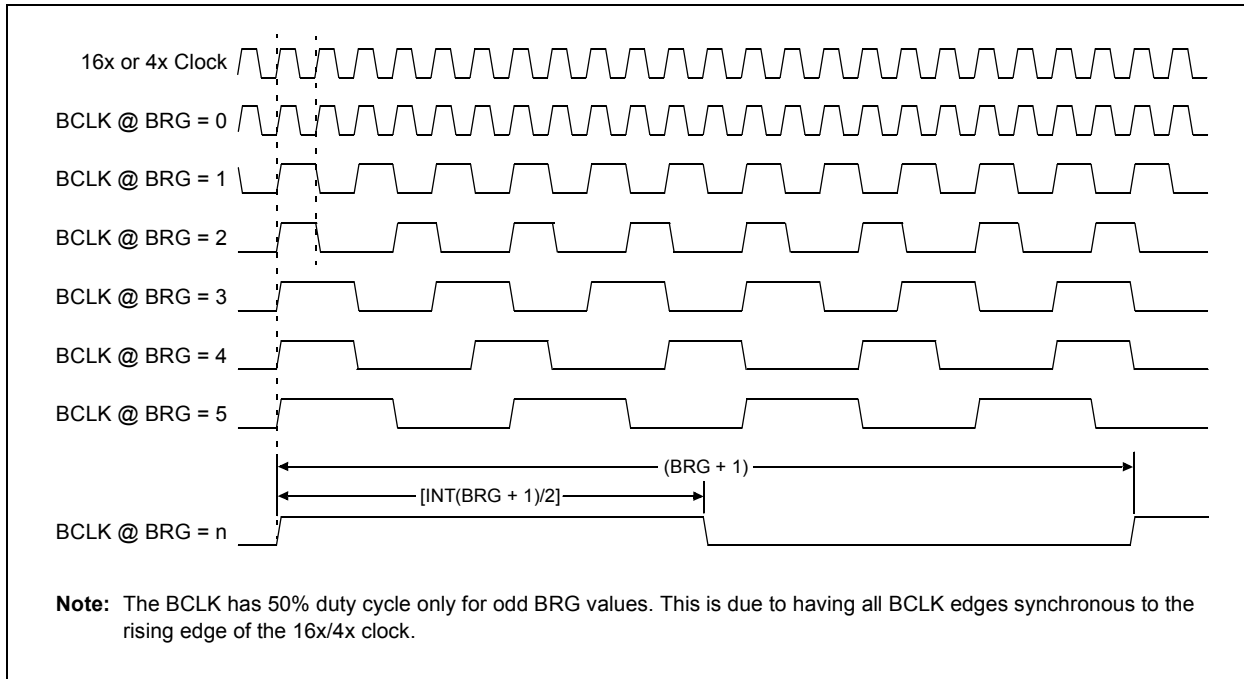 16x or 4x Clock
BCLK @ BRG = 0
BCLK @ BRG = 1
BCLK @ BRG = 2
BCLK @ BRG = 3
BCLK @ BRG = 4
BCLK @ BRG = 5
(BRG + 1)
[INT(BRG + 1)/2]
BCLK @ BRG = n
Note: The BCLK has 50% duty cycle only for odd BRG values. This is due to having all BCLK edges synchronous to the
rising edge of the 16x/4x clock.